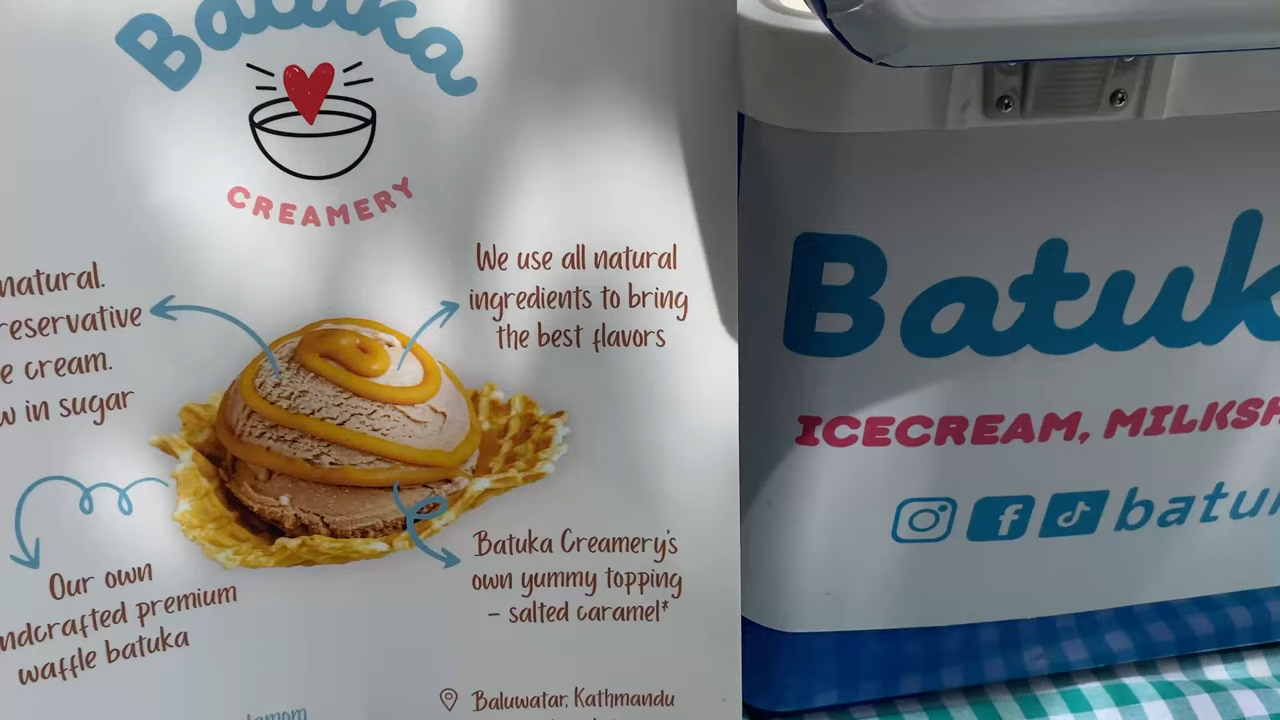 Batuka
CREAMERY
natural.
reservative
e cream.
w in sugar
We use all natural
ingredients to bring
the best flavors
Our own
ndcrafted premium
waffle batuka
Batuka Creamery's
own yummy topping
– salted caramel*
Baluwatar, Kathmandu
Batuk
ICECREAM, MILKSH
batu